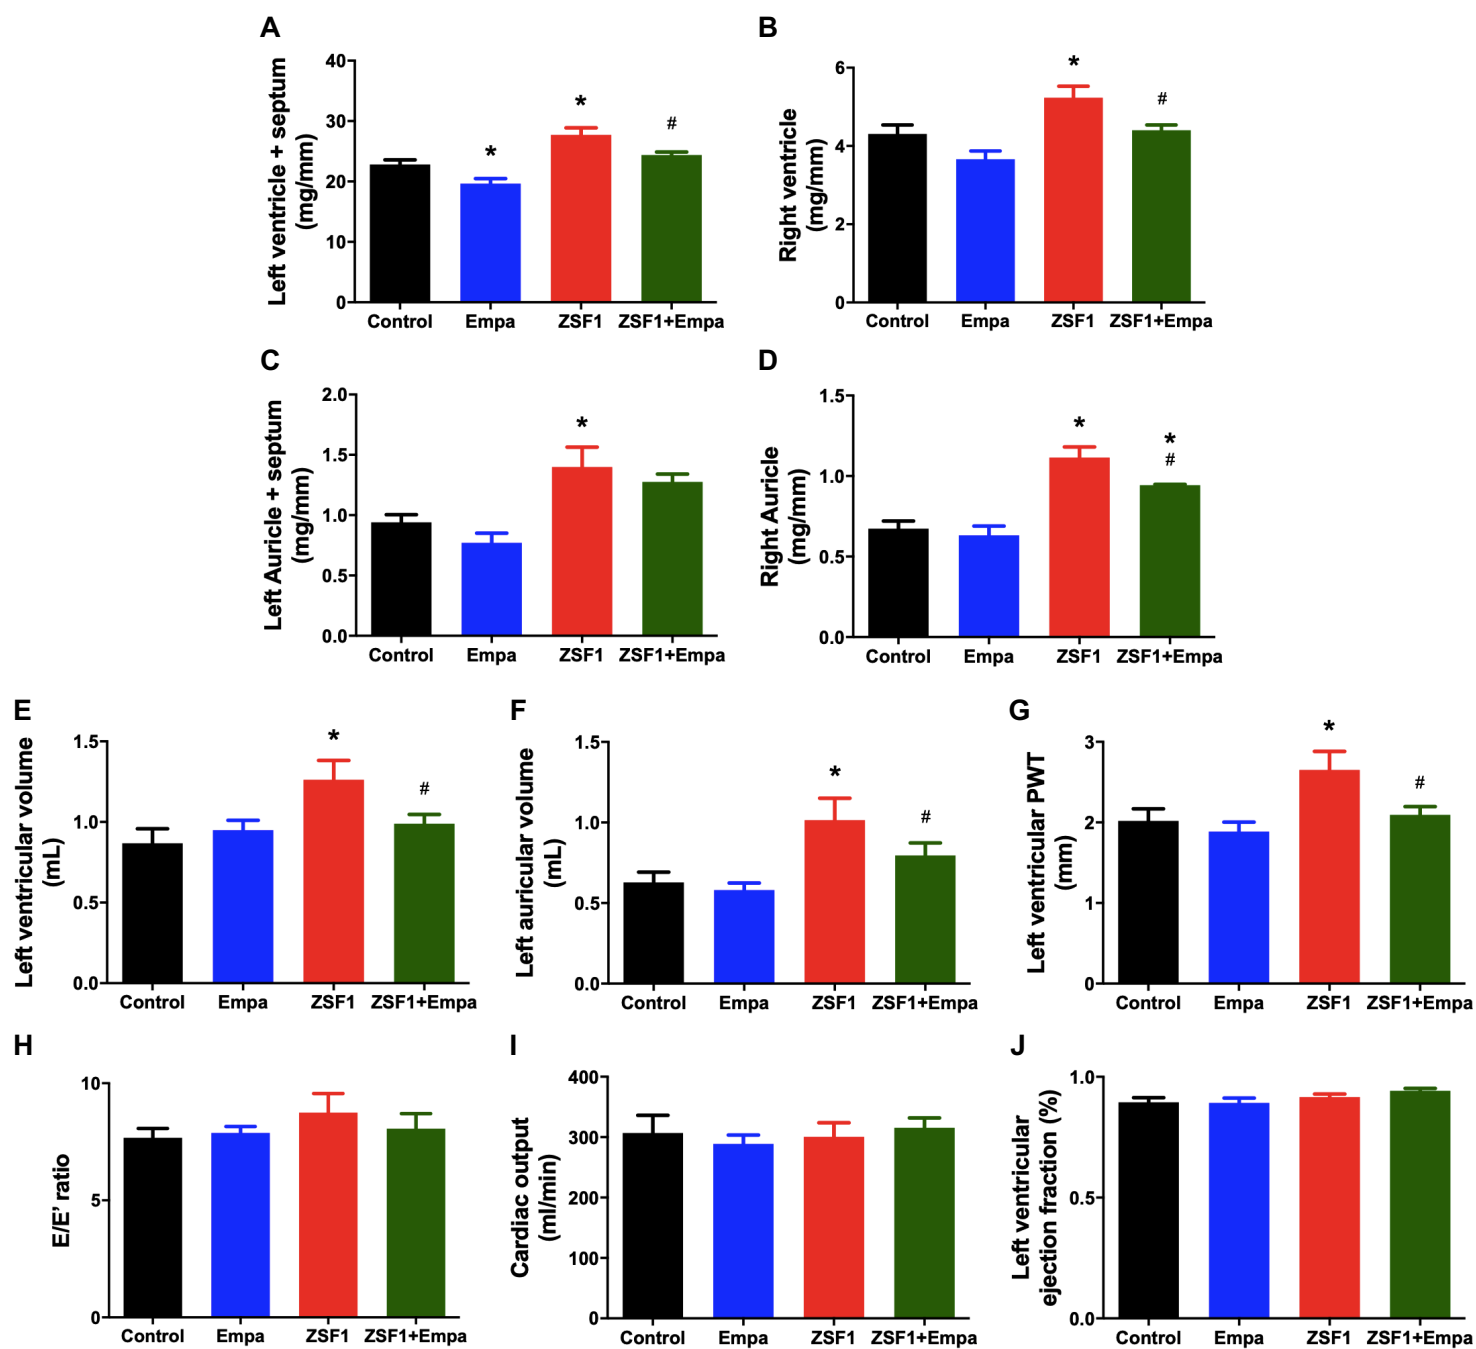 A
Left ventricle + septum
(mg/mm)
40
30
20
10
0
*
*
#
Control Empa ZSF1 ZSF1+Empa
B
Right ventricle
(mg/mm)
6
4
2
0
*
#
Control Empa ZSF1 ZSF1+Empa
C
Left Auricle + septum
(mg/mm)
2.0
1.5
1.0
0.5
0.0
*
Control Empa ZSF1 ZSF1+Empa
D
Right Auricle
(mg/mm)
1.5
1.0
0.5
0.0
*
*
#
Control Empa ZSF1 ZSF1+Empa
E
Left ventricular volume
(mL)
1.5
1.0
0.5
0.0
*
#
Control Empa ZSF1 ZSF1+Empa
F
Left auricular volume
(mL)
1.5
1.0
0.5
0.0
*
#
Control Empa ZSF1 ZSF1+Empa
G
Left ventricular PWT
(mm)
3
2
1
0
*
#
Control Empa ZSF1 ZSF1+Empa
H
E/E' ratio
10
5
0
Control Empa ZSF1 ZSF1+Empa
I
Cardiac output
(ml/min)
400
300
200
100
0
Control Empa ZSF1 ZSF1+Empa
J
Left ventricular
ejection fraction (%)
1.0
0.5
0.0
Control Empa ZSF1 ZSF1+Empa